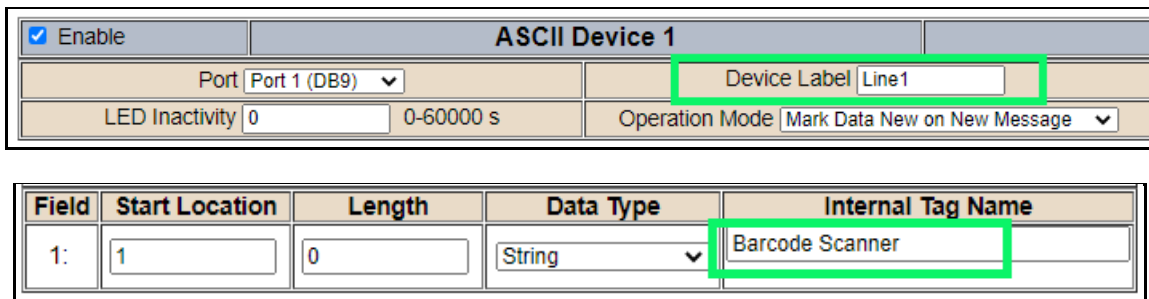 Enable ASCII Device 1
Port Port 1 (DB9) Device Label Line1
LED Inactivity 0 0-60000 s Operation Mode Mark Data New on New Message
Field Start Location Length Data Type Internal Tag Name
1: 1 0 String Barcode Scanner